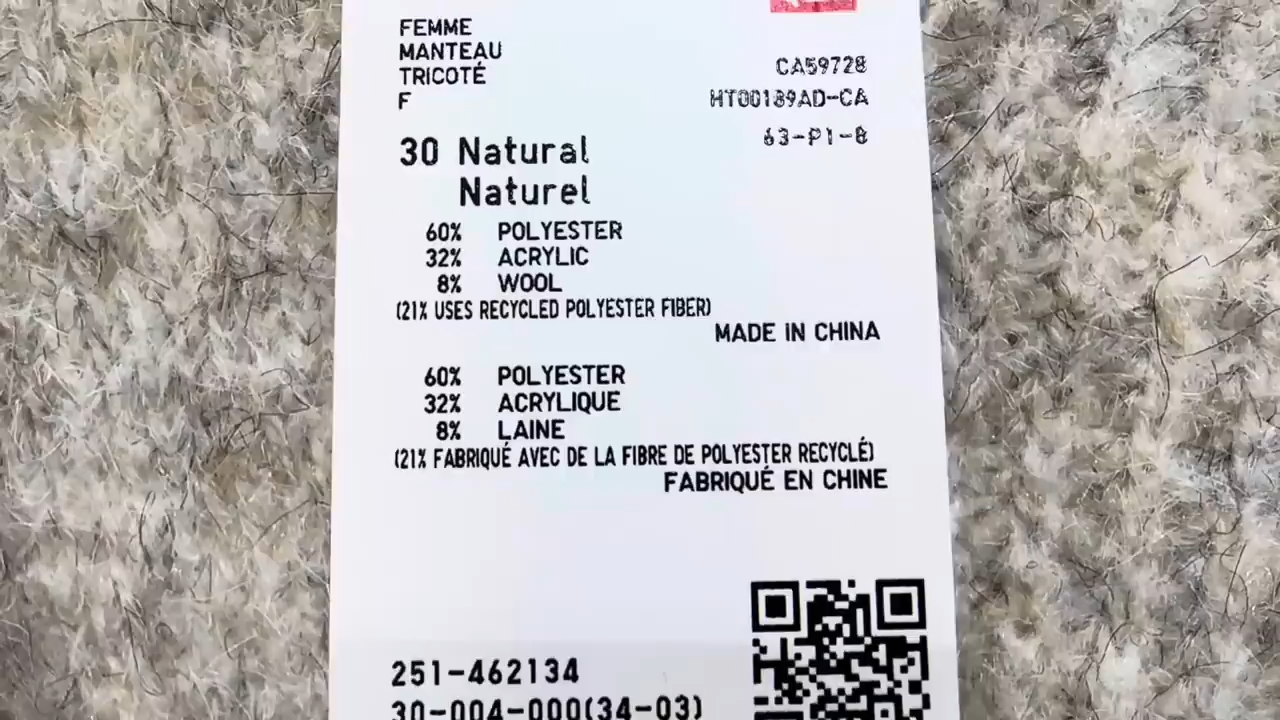 FEMME
MANTEAU
TRICOTÉ
F
CA59728
HT00189AD-CA
63-P1-8
30 Natural
Naturel
60% POLYESTER
32% ACRYLIC
8% WOOL
(21% USES RECYCLED POLYESTER FIBER)
MADE IN CHINA
60% POLYESTER
32% ACRYLIQUE
8% LAINE
(21% FABRIQUÉ AVEC DE LA FIBRE DE POLYESTER RECYCLÉ)
FABRIQUÉ EN CHINE
251-462134
30-004-000(34-03)